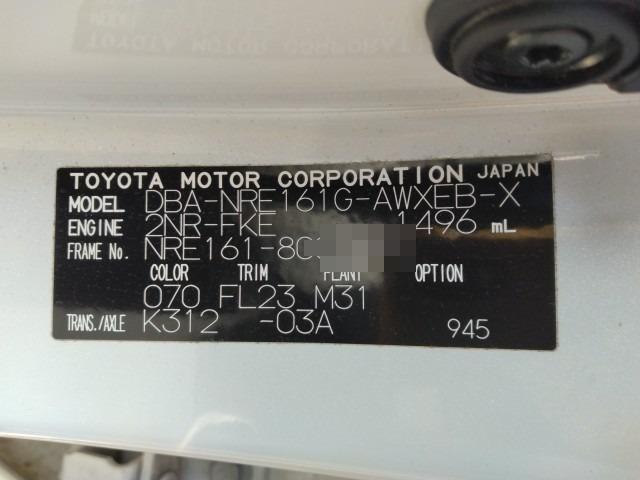 TOYOTA MOTOR CORPORATION JAPAN
MODEL DBA-NRE161G-AWXEB-X
ENGINE 2NR-FKE 1496 mL
FRAME No. NRE161-
COLOR TRIM PLANT OPTION
070 FL23 M31
TRANS./AXLE K312 -03A 945